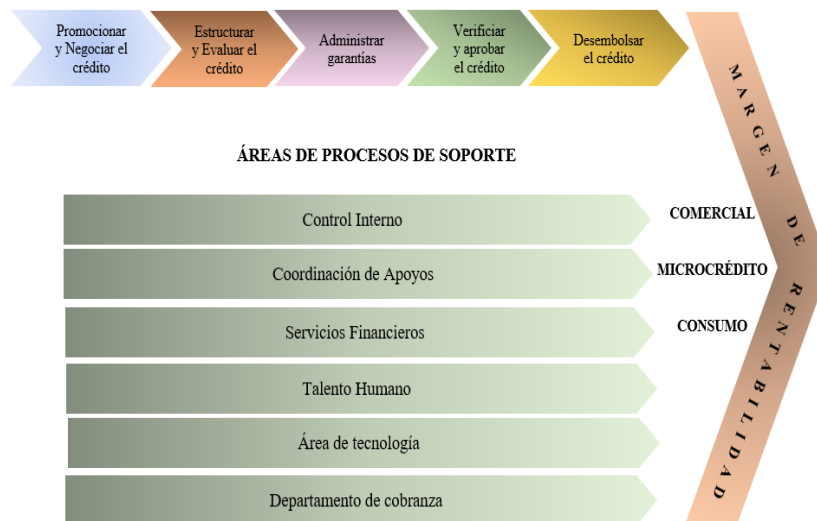 Promocionar
y Negociar el
crédito
Estructurar
y Evaluar el
crédito
Administrar
garantías
Verificiar
y aprobar
el crédito
Desembolsar
el crédito
ÁREAS DE PROCESOS DE SOPORTE
Control Interno
COMERCIAL
Coordinación de Apoyos
MICROCRÉDITO
Servicios Financieros
CONSUMO
Talento Humano
Área de tecnología
Departamento de cobranza
MARGEN DE RENTABILIDAD